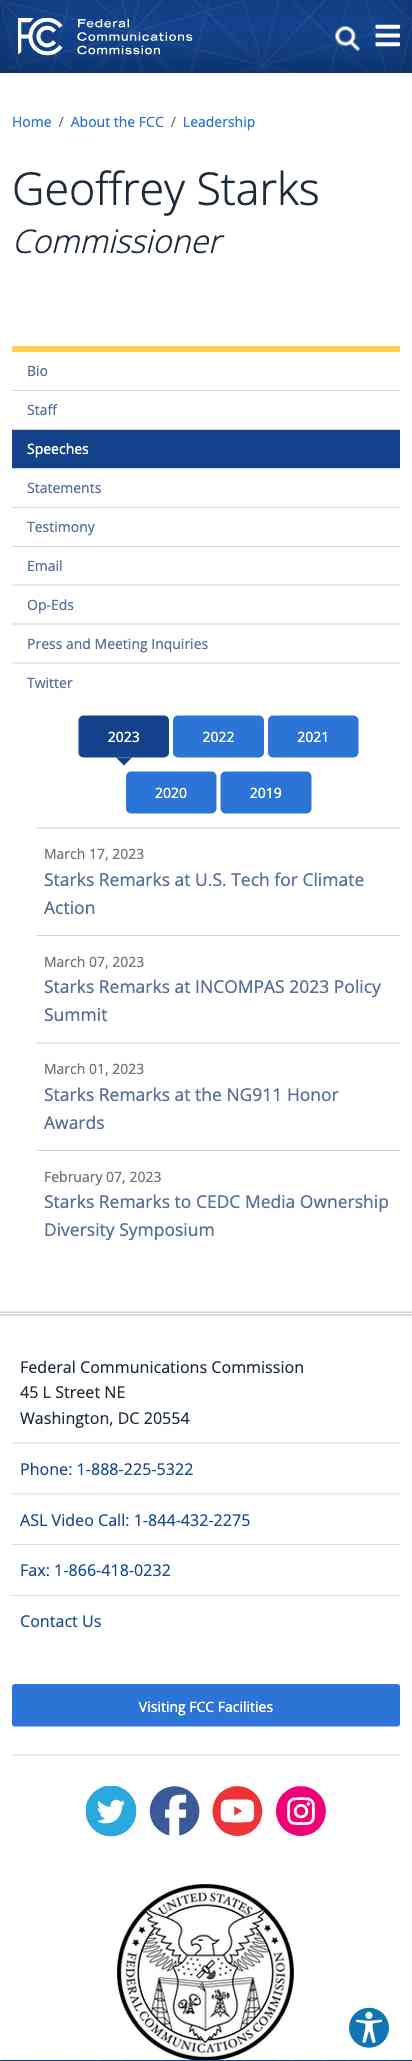 Federal
Communications
Commission
Home / About the FCC / Leadership
Geoffrey Starks
Commissioner
Bio
Staff
Speeches
Statements
Testimony
Email
Op-Eds
Press and Meeting Inquiries
Twitter
2023 2022 2021
2020 2019
March 17, 2023
Starks Remarks at U.S. Tech for Climate
Action
March 07, 2023
Starks Remarks at INCOMPAS 2023 Policy
Summit
March 01, 2023
Starks Remarks at the NG911 Honor
Awards
February 07, 2023
Starks Remarks to CEDC Media Ownership
Diversity Symposium
Federal Communications Commission
45 L Street NE
Washington, DC 20554
Phone: 1-888-225-5322
ASL Video Call: 1-844-432-2275
Fax: 1-866-418-0232
Contact Us
Visiting FCC Facilities
UNITED STATES
FEDERAL COMMUNICATIONS COMMISSION